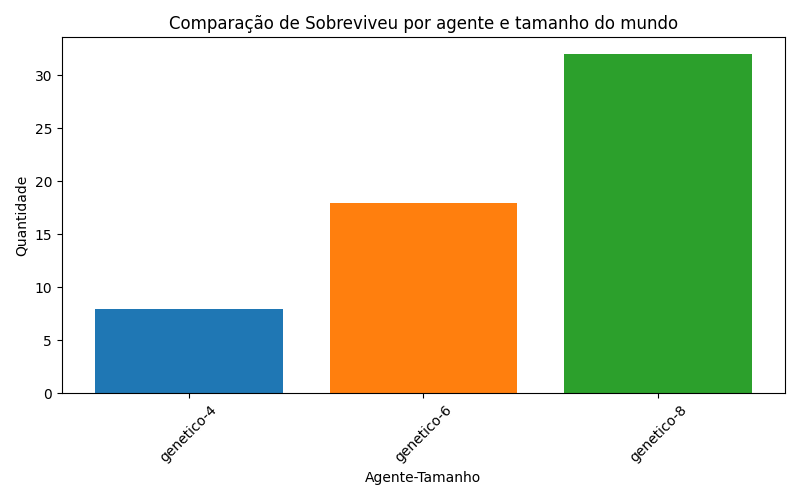 Comparação de Sobreviveu por agente e tamanho do mundo
Quantidade
30
25
20
15
10
5
0
genetico-4
genetico-6
genetico-8
Agente-Tamanho